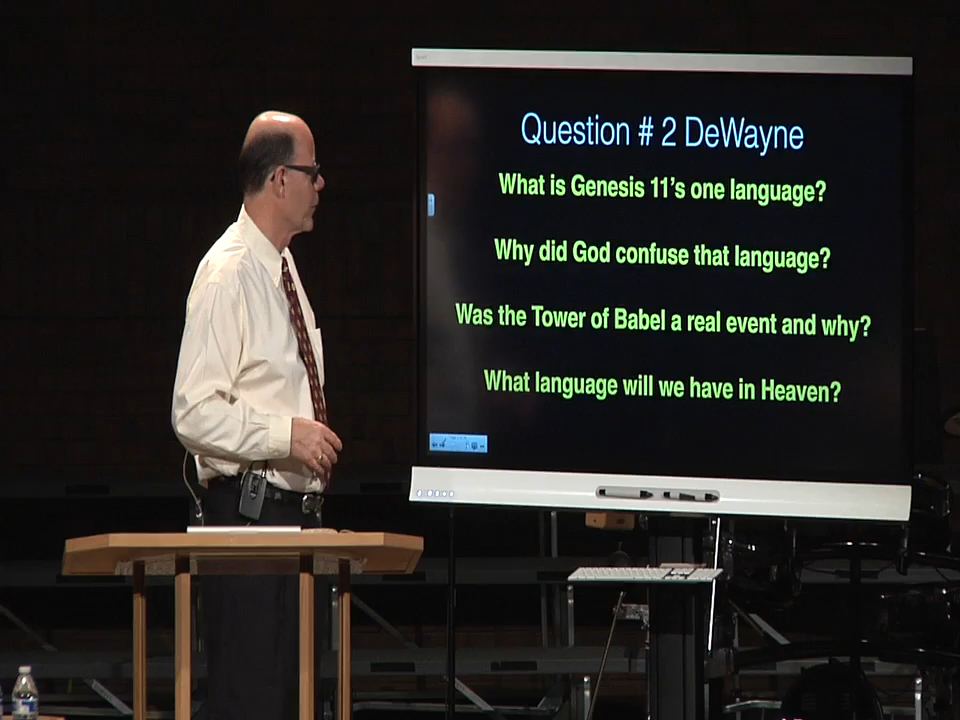 Question # 2 DeWayne
What is Genesis 11's one language?
Why did God confuse that language?
Was the Tower of Babel a real event and why?
What language will we have in Heaven?